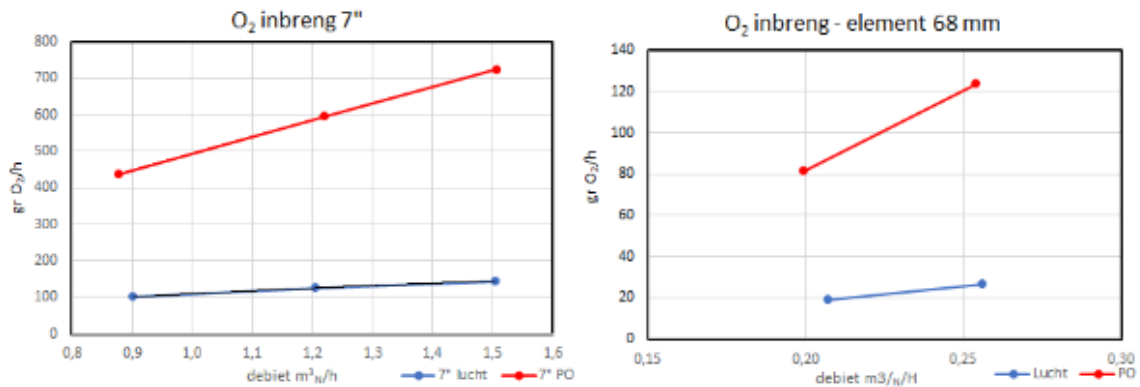 O₂ inbreng 7"
800
700
600
500
400
300
200
100
0
gr O₂/h
0,8 0,9 1,0 1,1 1,2 1,3 1,4 1,5 1,6
debiet m³N/h
7" lucht 7" PO
O₂ inbreng - element 68 mm
140
120
100
80
60
40
20
0
gr O₂/h
0,15 0,20 0,25 0,30
debiet m3/N/H
Lucht PO